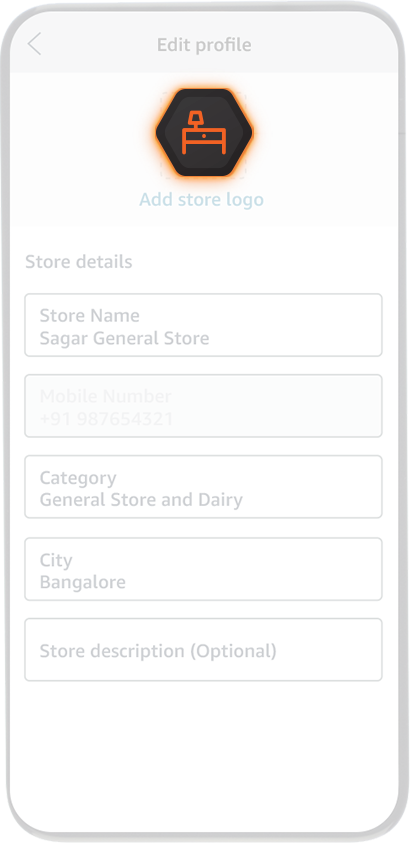 Edit profile
Add store logo
Store details
Store Name
Sagar General Store
Mobile Number
+91 987654321
Category
General Store and Dairy
City
Bangalore
Store description (Optional)